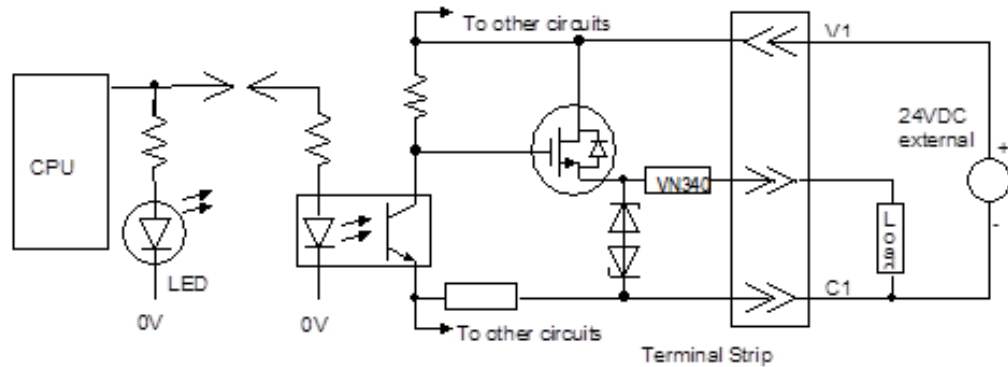 To other circuits
V1
CPU
24VDC
external
+
VN340
Load
-
LED
C1
0V
0V
To other circuits
Terminal Strip